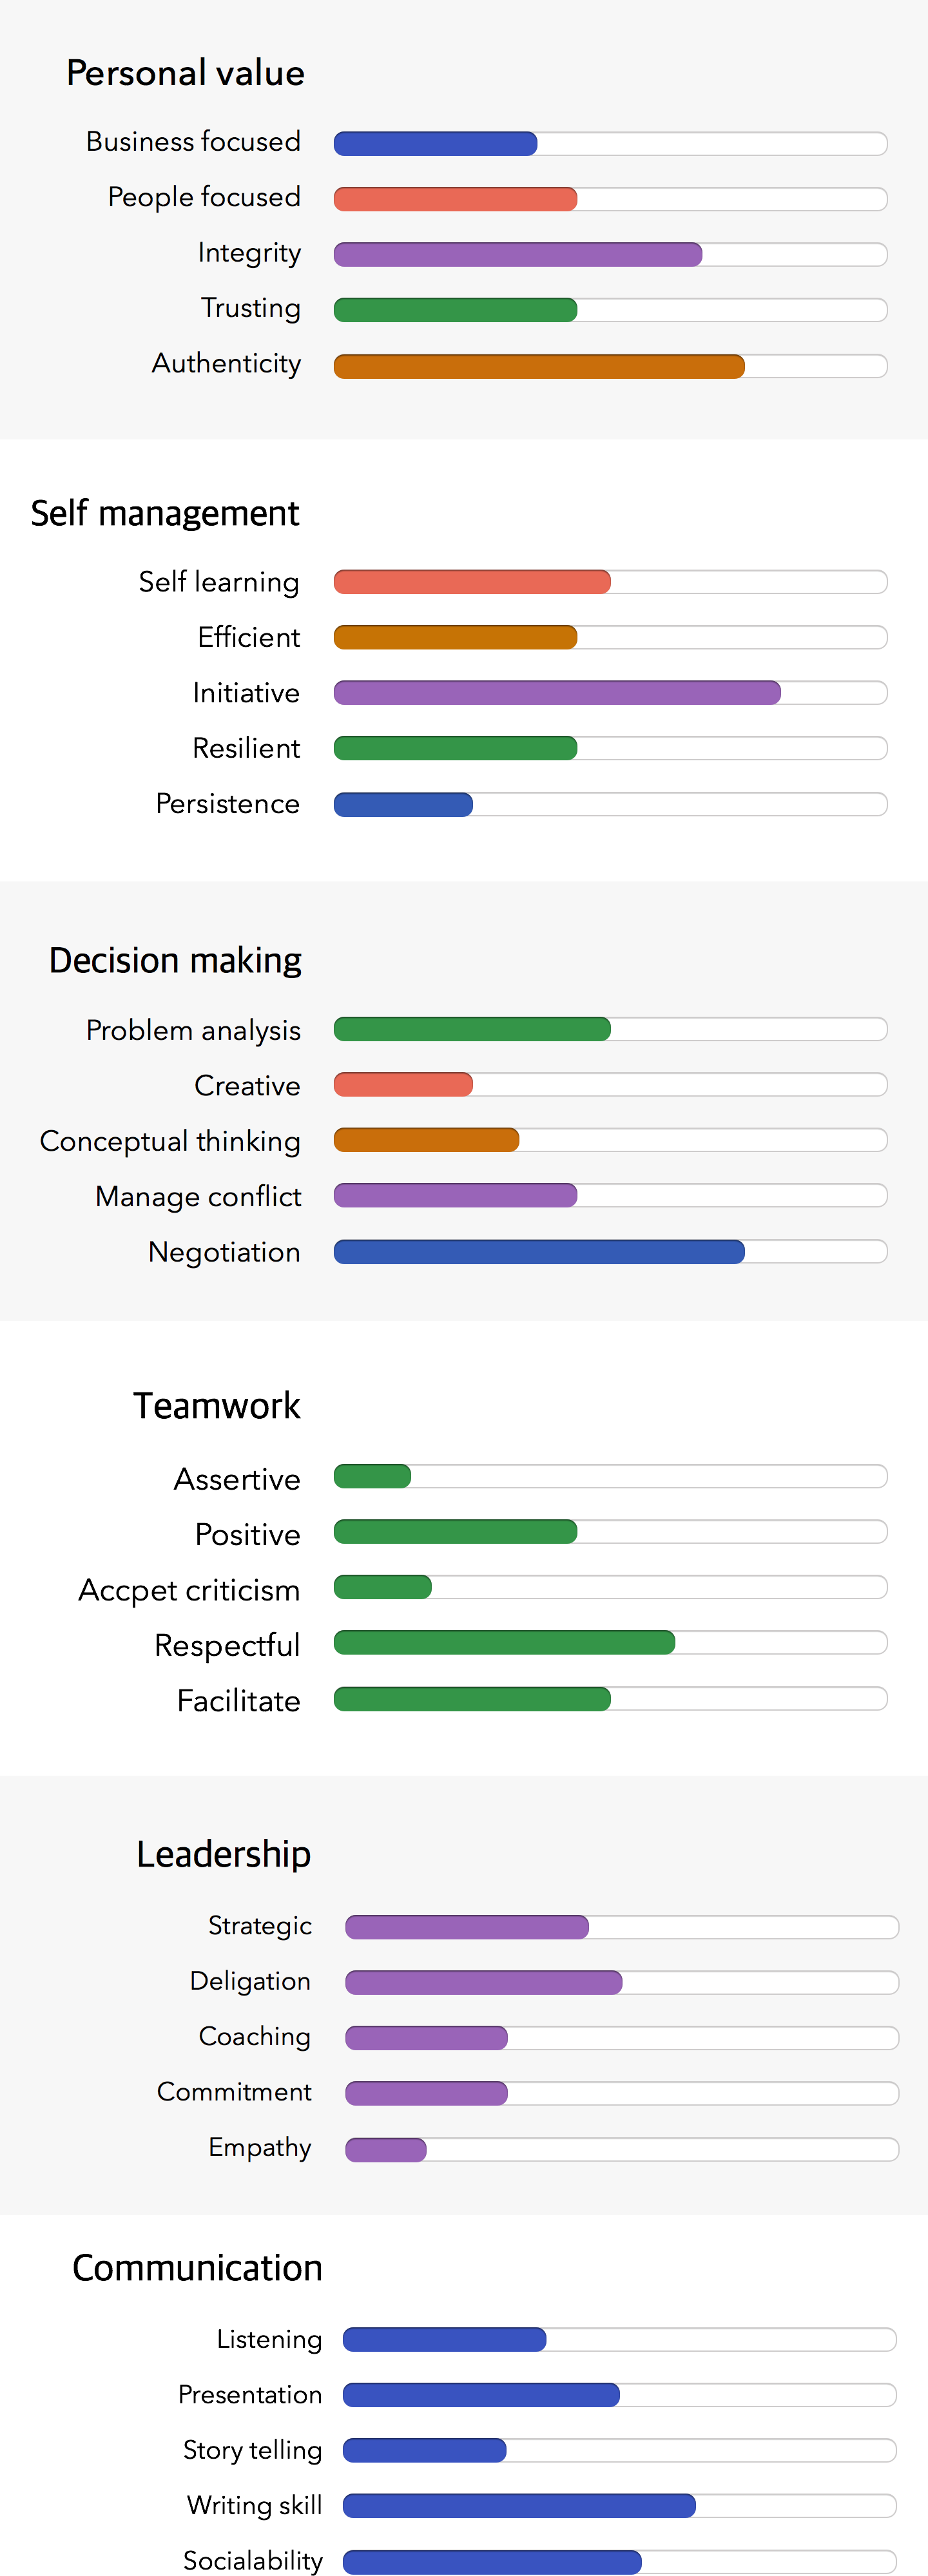 Personal value
Business focused
People focused
Integrity
Trusting
Authenticity
Self management
Self learning
Efficient
Initiative
Resilient
Persistence
Decision making
Problem analysis
Creative
Conceptual thinking
Manage conflict
Negotiation
Teamwork
Assertive
Positive
Accpet criticism
Respectful
Facilitate
Leadership
Strategic
Deligation
Coaching
Commitment
Empathy
Communication
Listening
Presentation
Story telling
Writing skill
Socialability